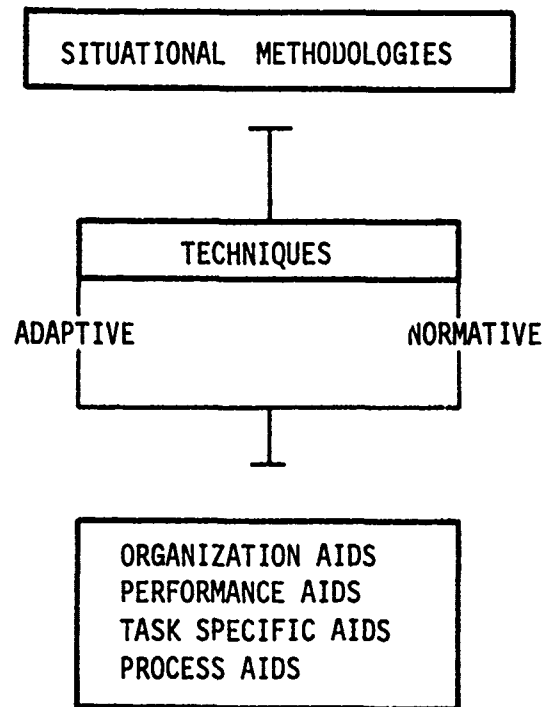 SITUATIONAL METHODOLOGIES
TECHNIQUES
ADAPTIVE NORMATIVE
ORGANIZATION AIDS
PERFORMANCE AIDS
TASK SPECIFIC AIDS
PROCESS AIDS